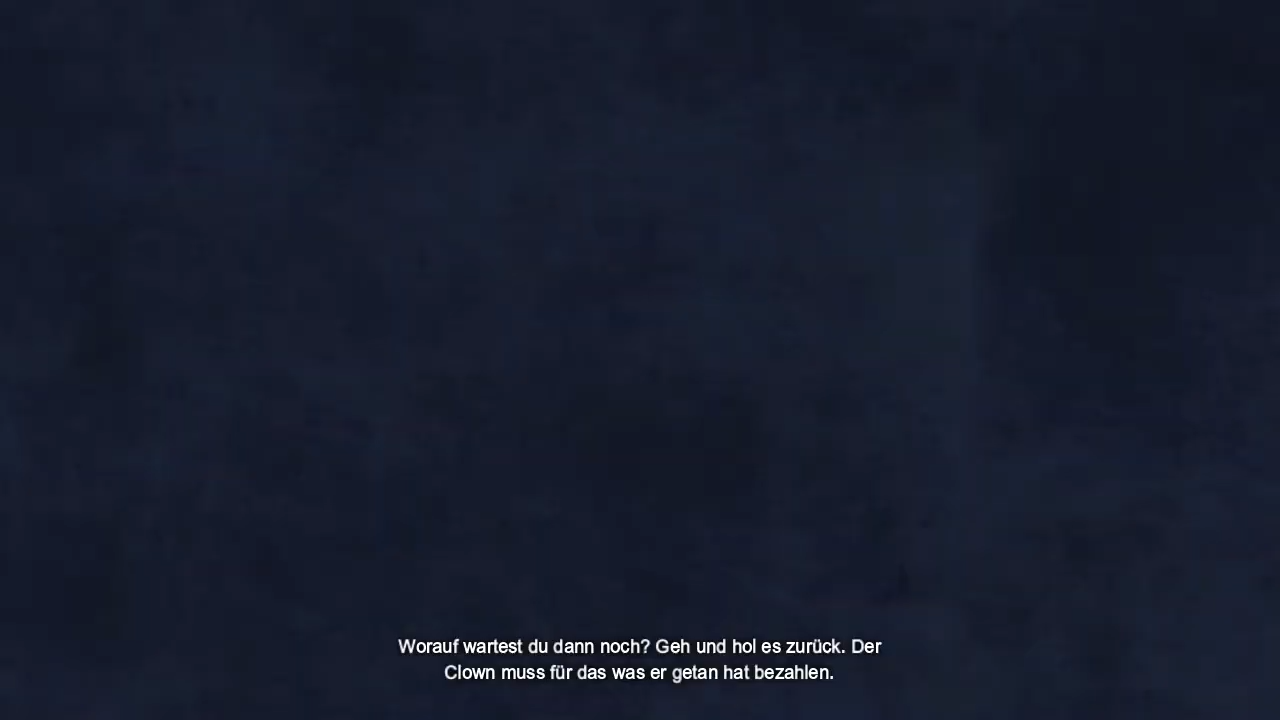 Worauf wartest du dann noch? Geh und hol es zurück. Der
Clown muss für das was er getan hat bezahlen.